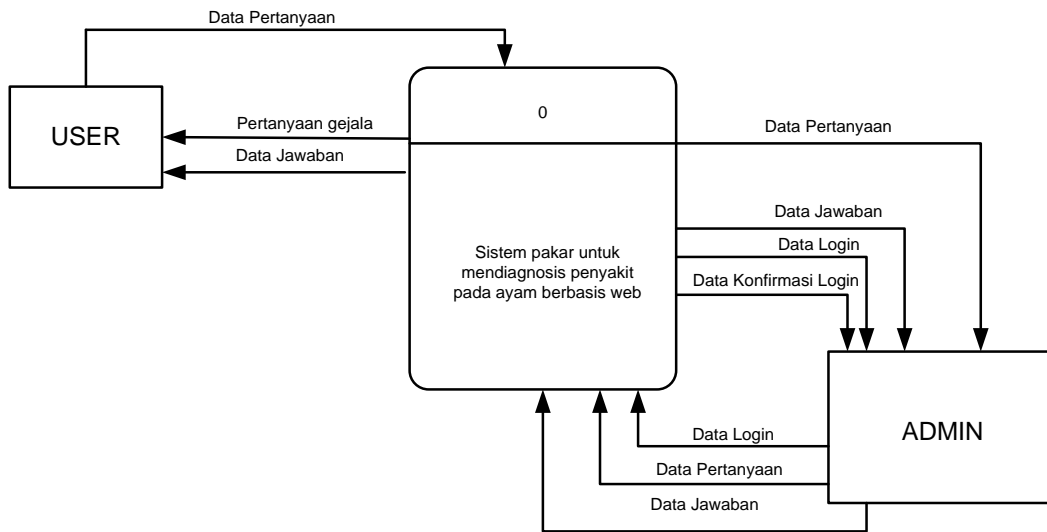 Data Pertanyaan
0
USER
Pertanyaan gejala
Data Pertanyaan
Data Jawaban
Data Jawaban
Sistem pakar untuk
mendiagnosis penyakit
pada ayam berbasis web
Data Login
Data Konfirmasi Login
ADMIN
Data Login
Data Pertanyaan
Data Jawaban